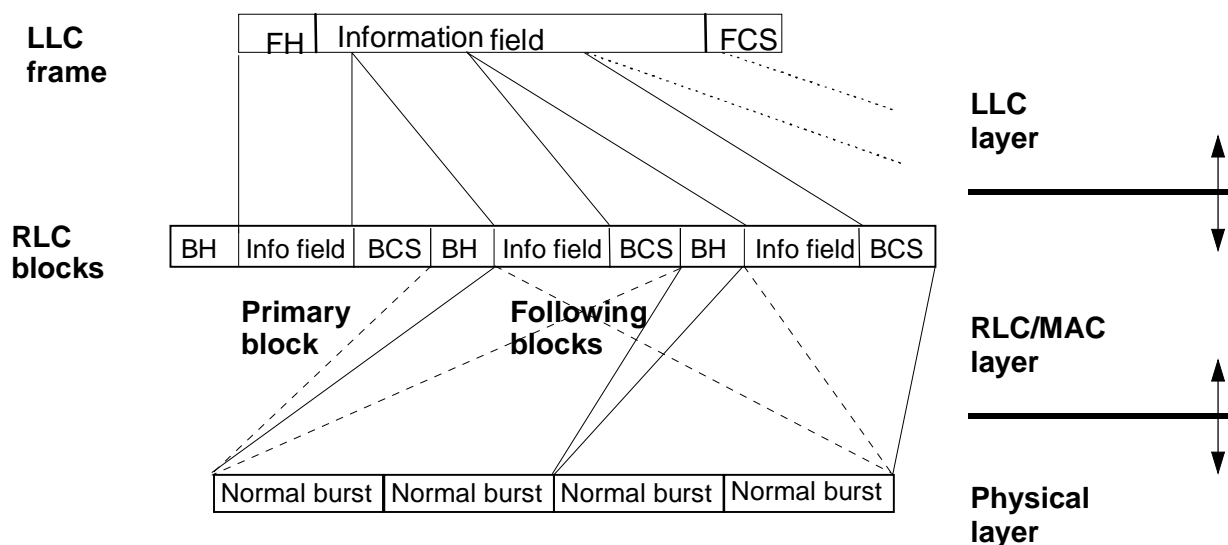 LLC
frame
FH Information field FCS
LLC
layer
RLC
blocks
BH Info field BCS BH Info field BCS BH Info field BCS
Primary
block
Following
blocks
RLC/MAC
layer
Normal burst Normal burst Normal burst Normal burst
Physical
layer